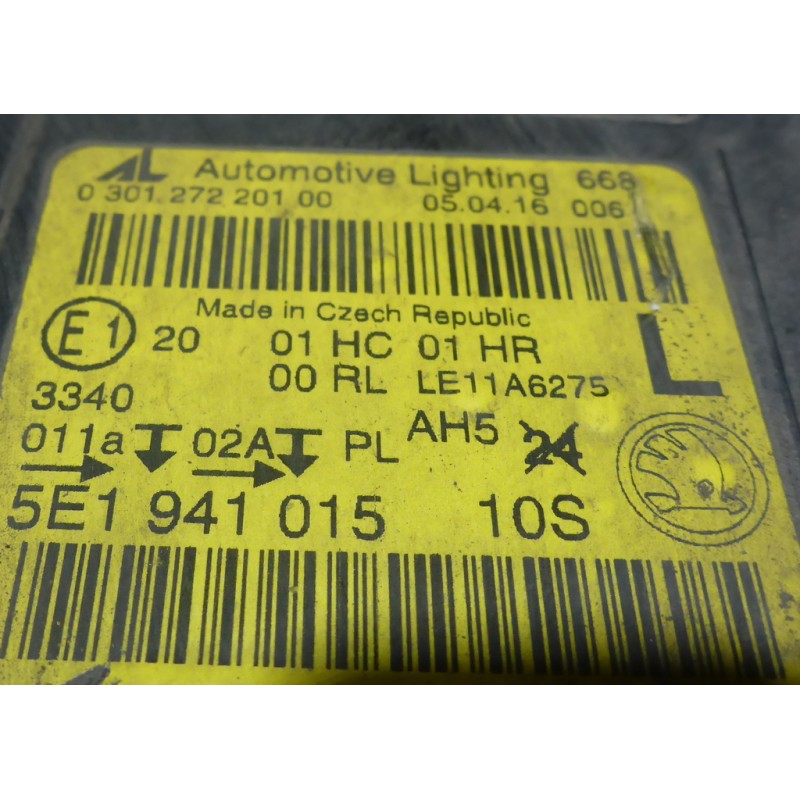 AL Automotive Lighting 668
0 301 272 201 00 05.04.16 006
Made in Czech Republic
E1 20 01 HC 01 HR L
00 RL LE11A6275
3340
011a 02A PL AH5 24
5E1 941 015 10S